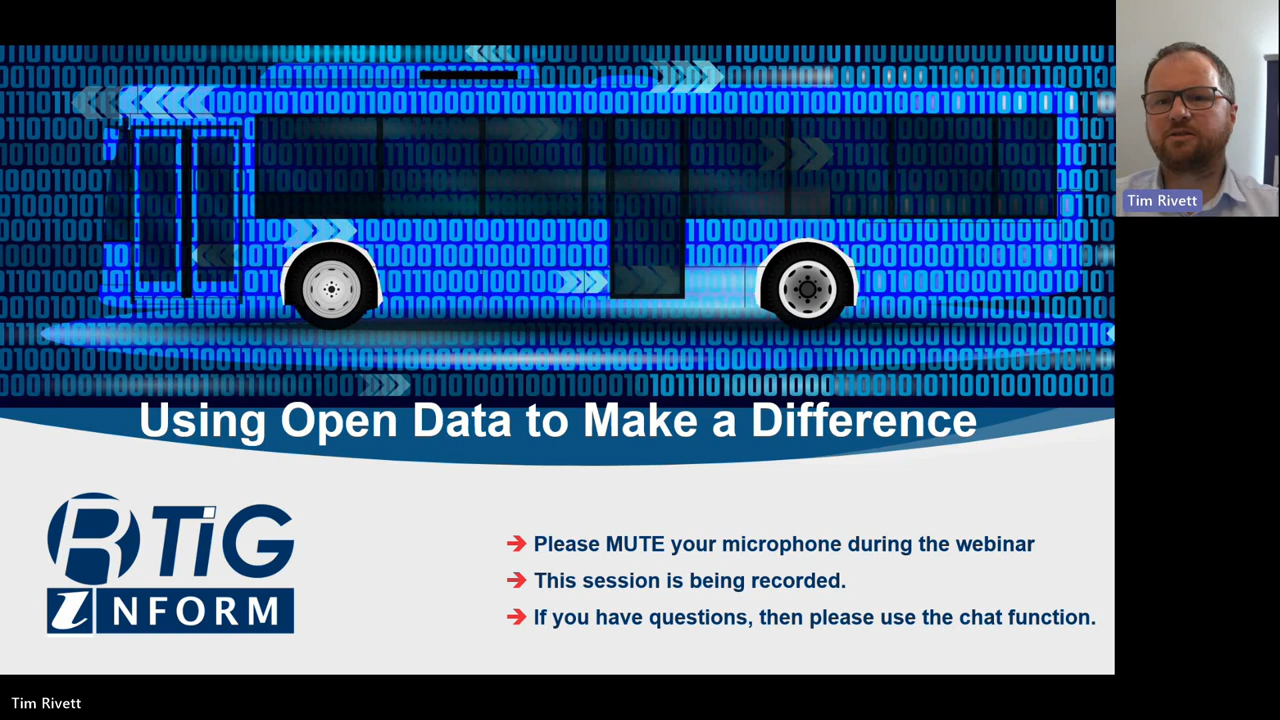 Tim Rivett
Using Open Data to Make a Difference
RTiG
iNFORM
Please MUTE your microphone during the webinar
This session is being recorded.
If you have questions, then please use the chat function.
Tim Rivett